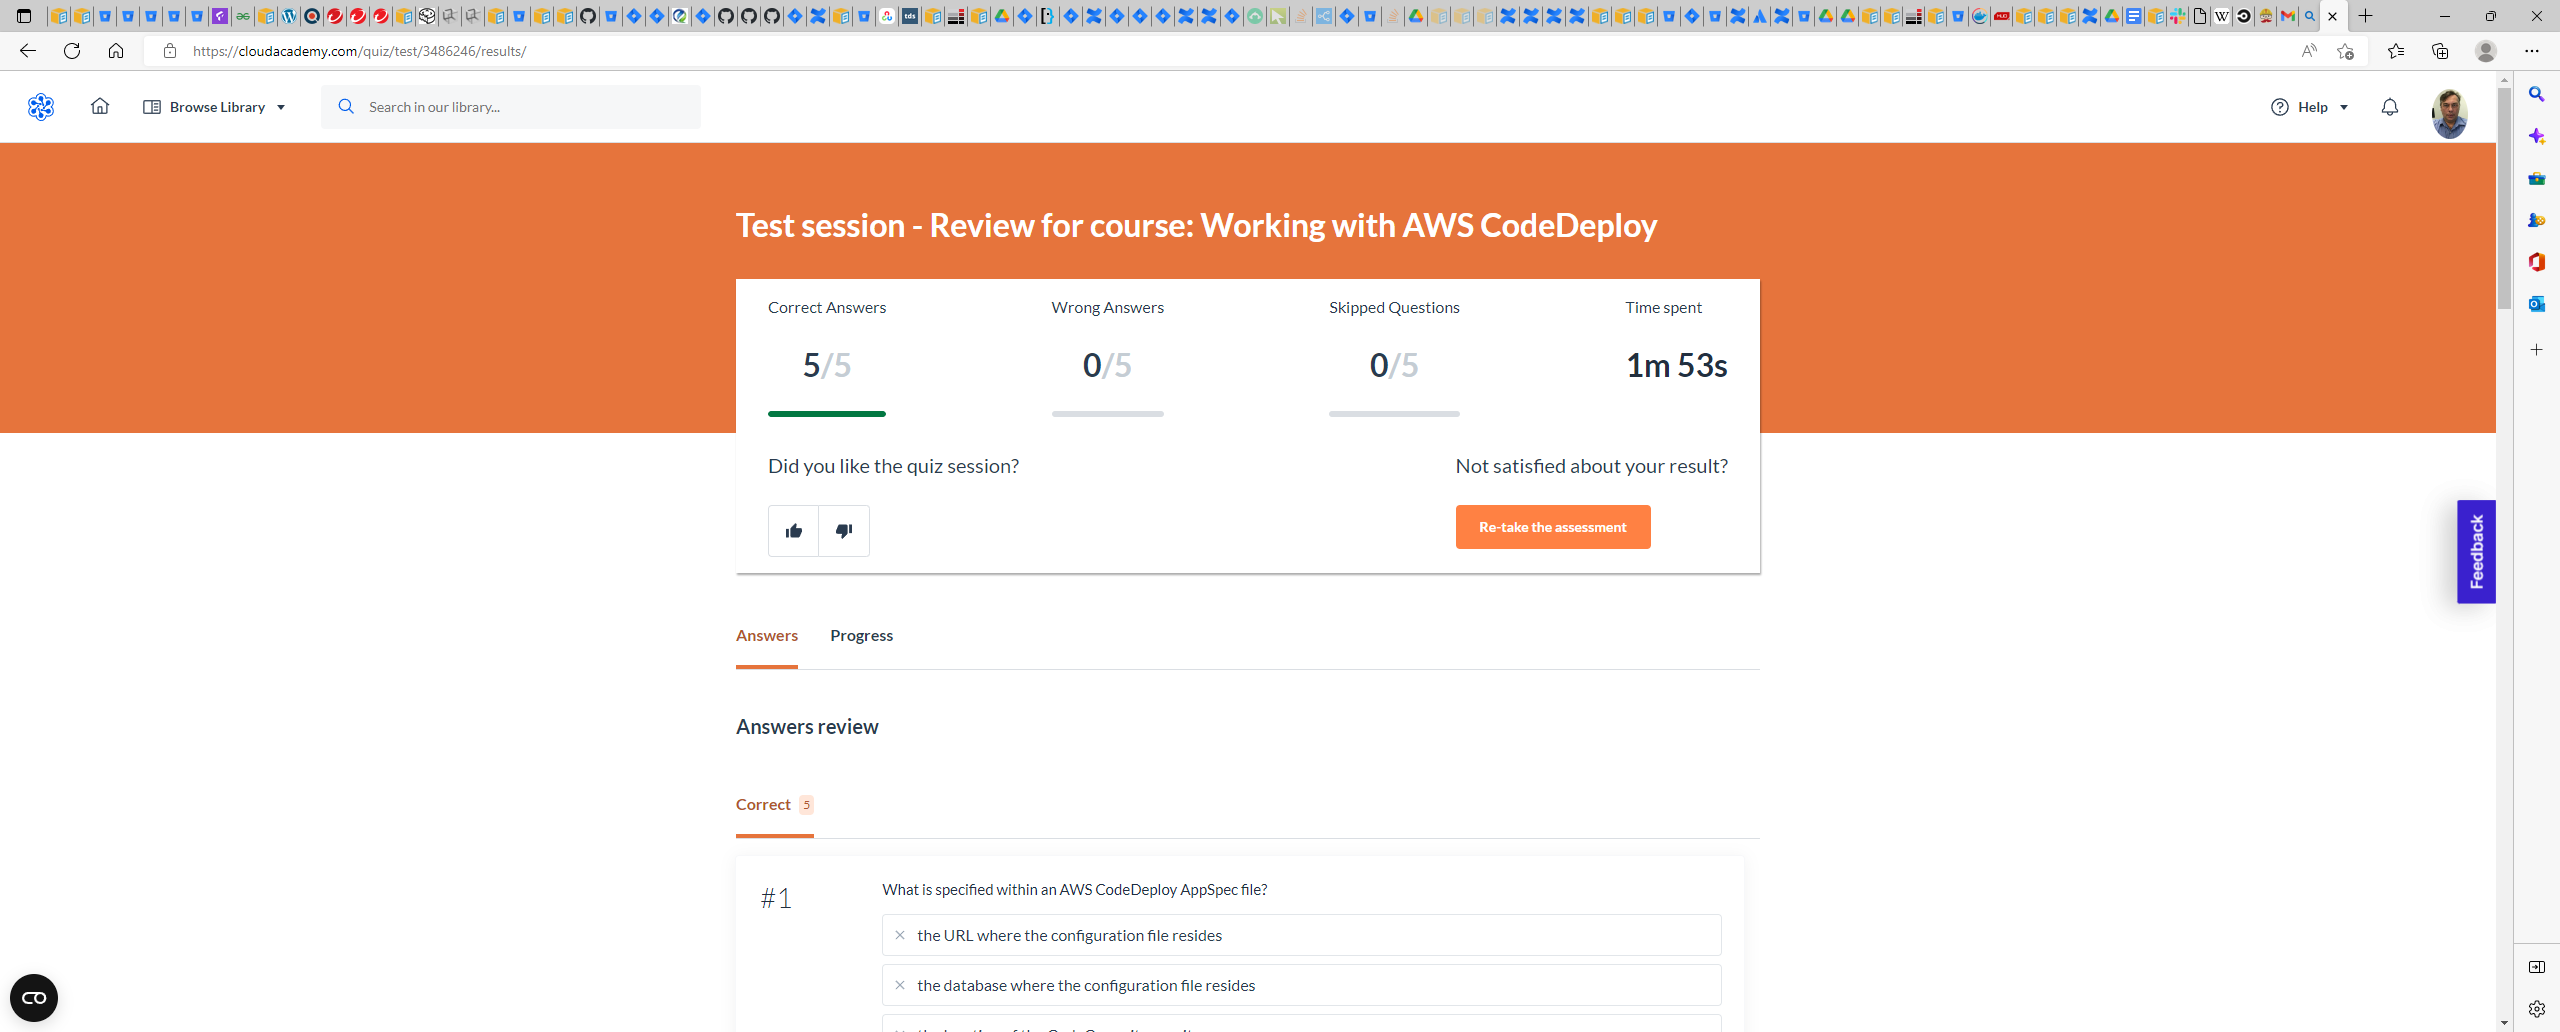 https://cloudacademy.com/quiz/test/3486246/results/
Browse Library
Search in our library...
Help
Test session - Review for course: Working with AWS CodeDeploy
Correct Answers Wrong Answers Skipped Questions Time spent
5/5 0/5 0/5 1m 53s
Did you like the quiz session? Not satisfied about your result?
Re-take the assessment
Feedback
Answers Progress
Answers review
Correct 5
#1 What is specified within an AWS CodeDeploy AppSpec file?
the URL where the configuration file resides
the database where the configuration file resides